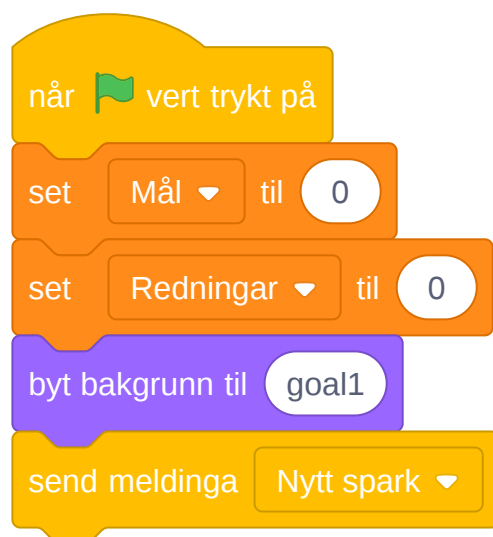 når vert trykt på
set Mål til 0
set Redningar til 0
byt bakgrunn til goal1
send meldinga Nytt spark